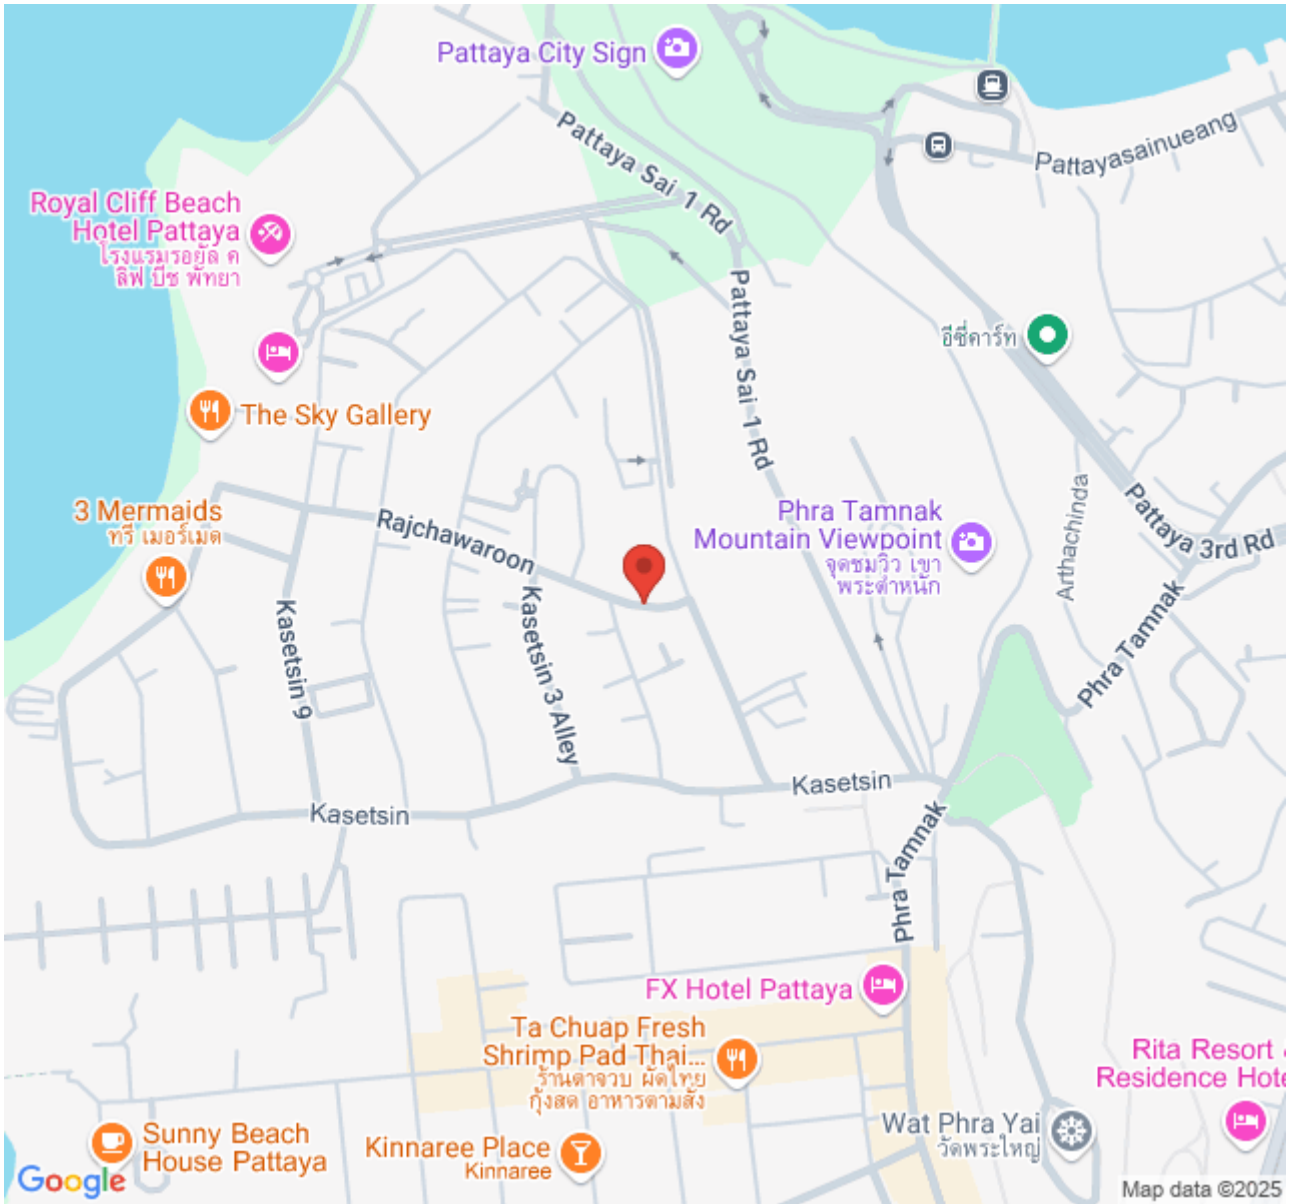 Pattaya City Sign
Pattaya Sai 1 Rd
Pattayasainueang
Royal Cliff Beach
Hotel Pattaya
โรงแรมรอยัล ค
ลิฟ บีช พัทยา
Pattaya Sai 1 Rd
อีซี่คาร์ท
The Sky Gallery
3 Mermaids
ทรี เมอร์เมด
Rajchawaroon
Phra Tamnak
Mountain Viewpoint
จุดชมวิว เขา
พระตำหนัก
Arthachinda
Pattaya 3rd Rd
Kasetsin 9
Kasetsin 3 Alley
Phra Tamnak
Kasetsin
Kasetsin
Phra Tamnak
FX Hotel Pattaya
Ta Chuap Fresh
Shrimp Pad Thai...
ร้านตาจวบ ผัดไทย
กุ้งสด อาหารตามสั่ง
Rita Resort &
Residence Hote
Wat Phra Yai
วัดพระใหญ่
Sunny Beach
House Pattaya
Kinnaree Place
Kinnaree
Google
Map data ©2025